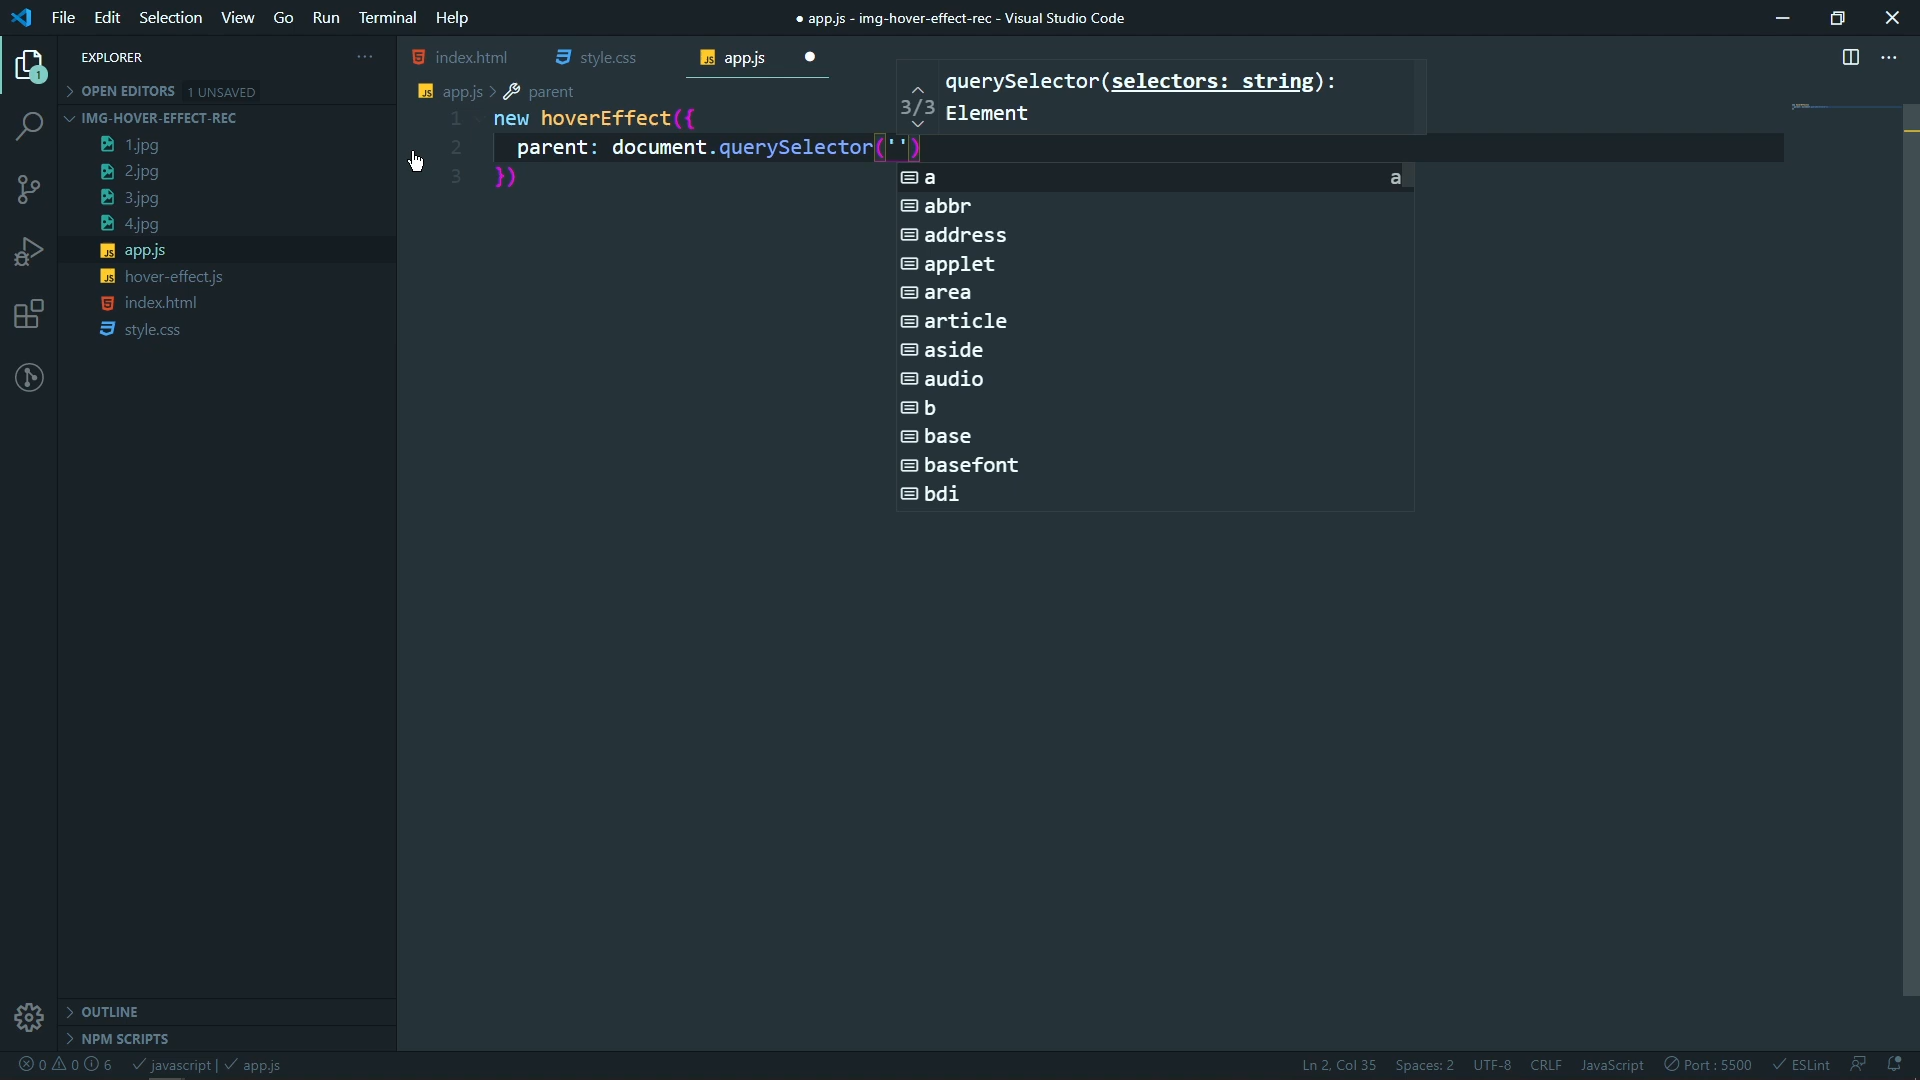 File Edit Selection View Go Run Terminal Help
● app.js - img-hover-effect-rec - Visual Studio Code
EXPLORER
1
OPEN EDITORS 1 UNSAVED
IMG-HOVER-EFFECT-REC
1.jpg
2.jpg
3.jpg
4.jpg
JS app.js
JS hover-effect.js
index.html
style.css
OUTLINE
NPM SCRIPTS
index.html style.css JS app.js
JS app.js > parent
1 new hoverEffect({
2 parent: document.querySelector('')
3 })
3/3 querySelector(selectors: string):
Element
a a
abbr
address
applet
area
article
aside
audio
b
base
basefont
bdi
0 0 6 javascript | app.js
Ln 2, Col 35 Spaces: 2 UTF-8 CRLF JavaScript Port : 5500 ESLint